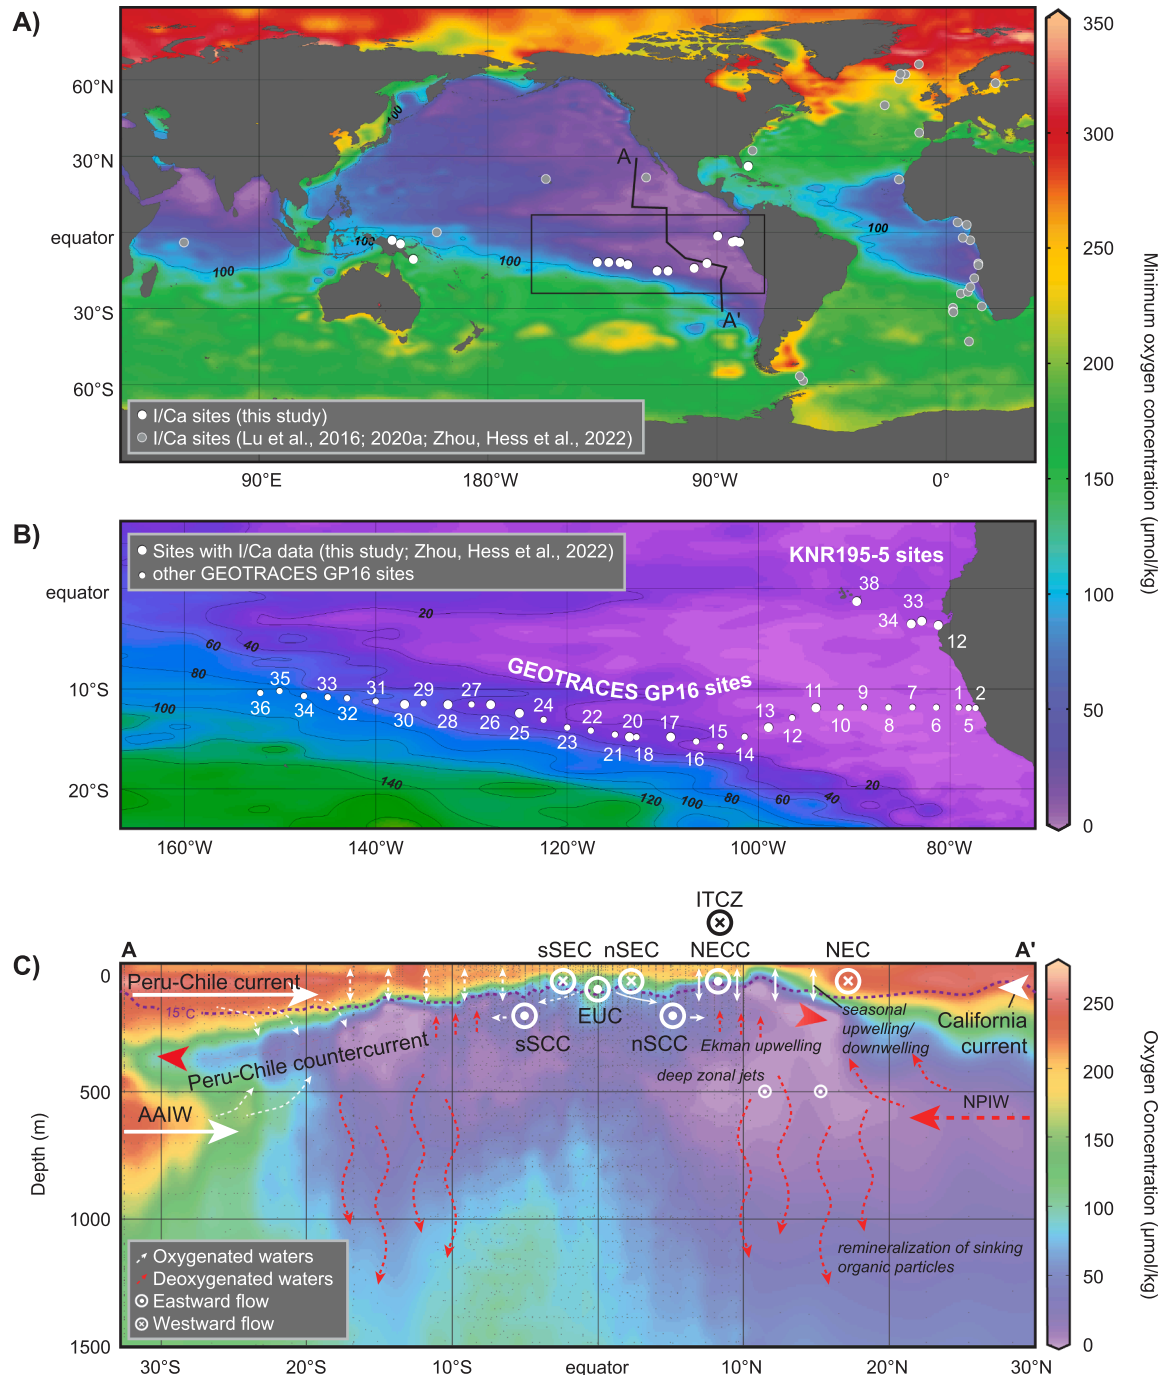 A)
60°N
30°N
equator
30°S
60°S
90°E
180°W
90°W
0°
100
100
100
100
100
A
A'
I/Ca sites (this study)
I/Ca sites (Lu et al., 2016; 2020a; Zhou, Hess et al., 2022)
350
300
250
200
150
100
50
0
Minimum oxygen concentration (μmol/kg)
B)
Sites with I/Ca data (this study; Zhou, Hess et al., 2022)
other GEOTRACES GP16 sites
KNR195-5 sites
38
33
34
12
GEOTRACES GP16 sites
equator
10°S
20°S
20
40
60
80
100
140
120
100
80
60
40
20
36
35
34
33
32
31
30
29
28
27
26
25
24
23
22
21
20
18
17
16
15
14
13
12
11
10
9
8
7
6
1
5
2
160°W
140°W
120°W
100°W
80°W
ITCZ
C)
A
sSEC
nSEC
NECC
NEC
A'
Peru-Chile current
15°C
EUC
sSCC
nSCC
Peru-Chile countercurrent
Ekman upwelling
seasonal
upwelling/
downwelling
California
current
deep zonal jets
AAIW
NPIW
remineralization of sinking
organic particles
Oxygenated waters
Deoxygenated waters
Eastward flow
Westward flow
0
500
1000
1500
Depth (m)
30°S
20°S
10°S
equator
10°N
20°N
30°N
250
200
150
100
50
0
Oxygen Concentration (μmol/kg)